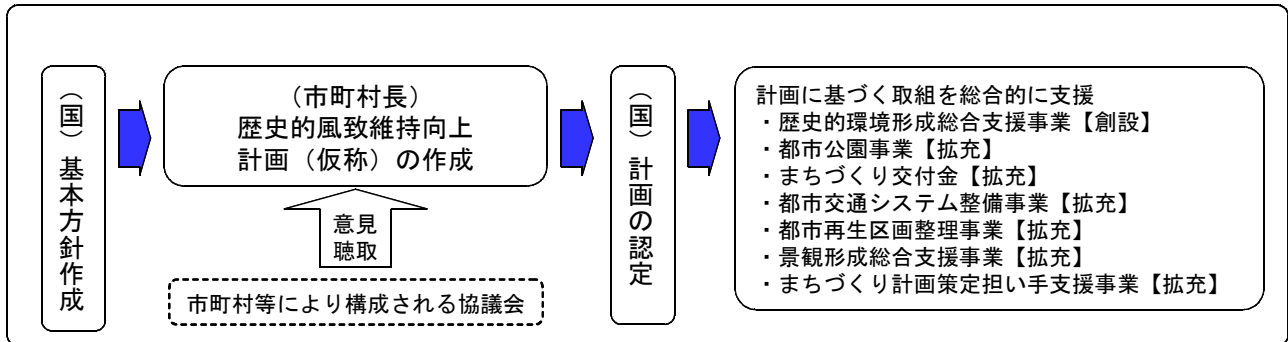 （国）基本方針作成
（市町村長）
歴史的風致維持向上
計画（仮称）の作成
意見
聴取
市町村等により構成される協議会
（国）計画の認定
計画に基づく取組を総合的に支援
・歴史的環境形成総合支援事業【創設】
・都市公園事業【拡充】
・まちづくり交付金【拡充】
・都市交通システム整備事業【拡充】
・都市再生区画整理事業【拡充】
・景観形成総合支援事業【拡充】
・まちづくり計画策定担い手支援事業【拡充】